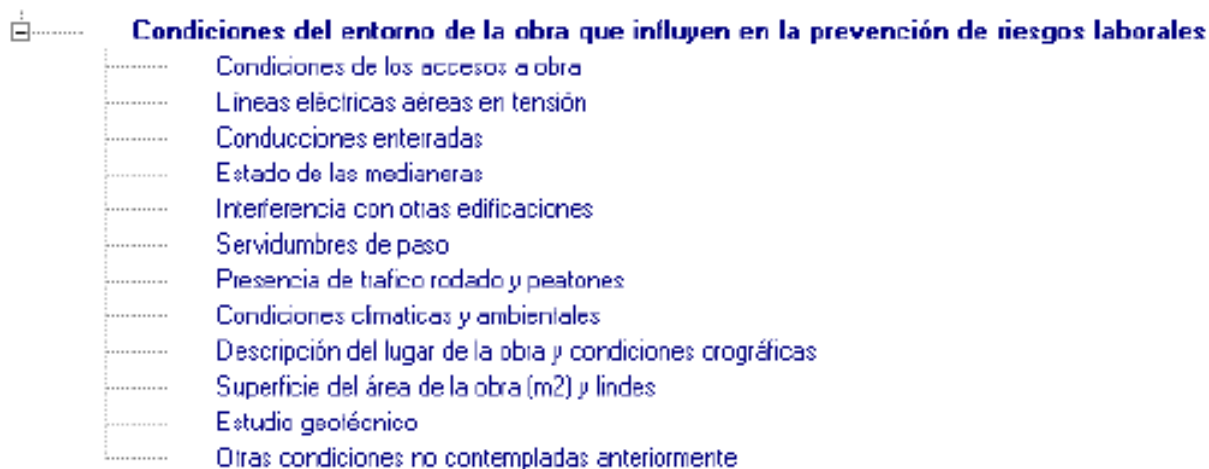 Condiciones del entorno de la obra que influyen en la prevención de riesgos laborales
Condiciones de los accesos a obra
Líneas eléctricas aéreas en tensión
Conducciones enterradas
Estado de las medianeras
Interferencia con otras edificaciones
Servidumbres de paso
Presencia de trafico rodado y peatones
Condiciones climaticas y ambientales
Descripción del lugar de la obra y condiciones orográficas
Superficie del área de la obra (m2) y lindes
Estudio geotécnico
Otras condiciones no contempladas anteriormente